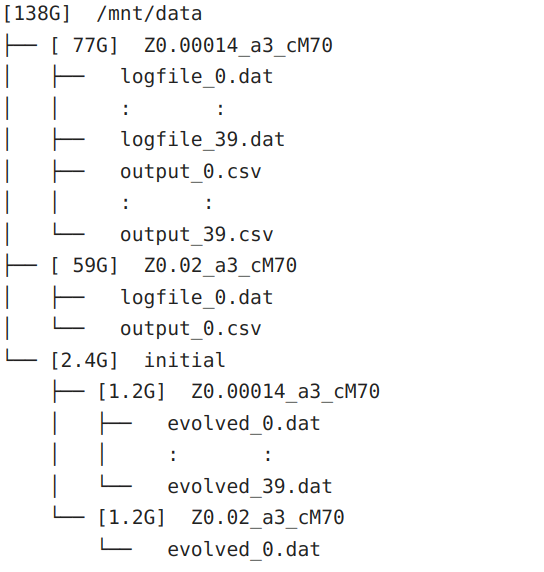 [138G]  /mnt/data
├── [ 77G]  Z0.00014_a3_cM70
│   ├──   logfile_0.dat
│   │     :       :
│   ├──   logfile_39.dat
│   ├──   output_0.csv
│   │     :      :
│   └──   output_39.csv
├── [ 59G]  Z0.02_a3_cM70
│   ├──   logfile_0.dat
│   └──   output_0.csv
└── [2.4G]  initial
    ├── [1.2G]  Z0.00014_a3_cM70
    │   ├──   evolved_0.dat
    │   │     :       :
    │   └──   evolved_39.dat
    └── [1.2G]  Z0.02_a3_cM70
        └──   evolved_0.dat